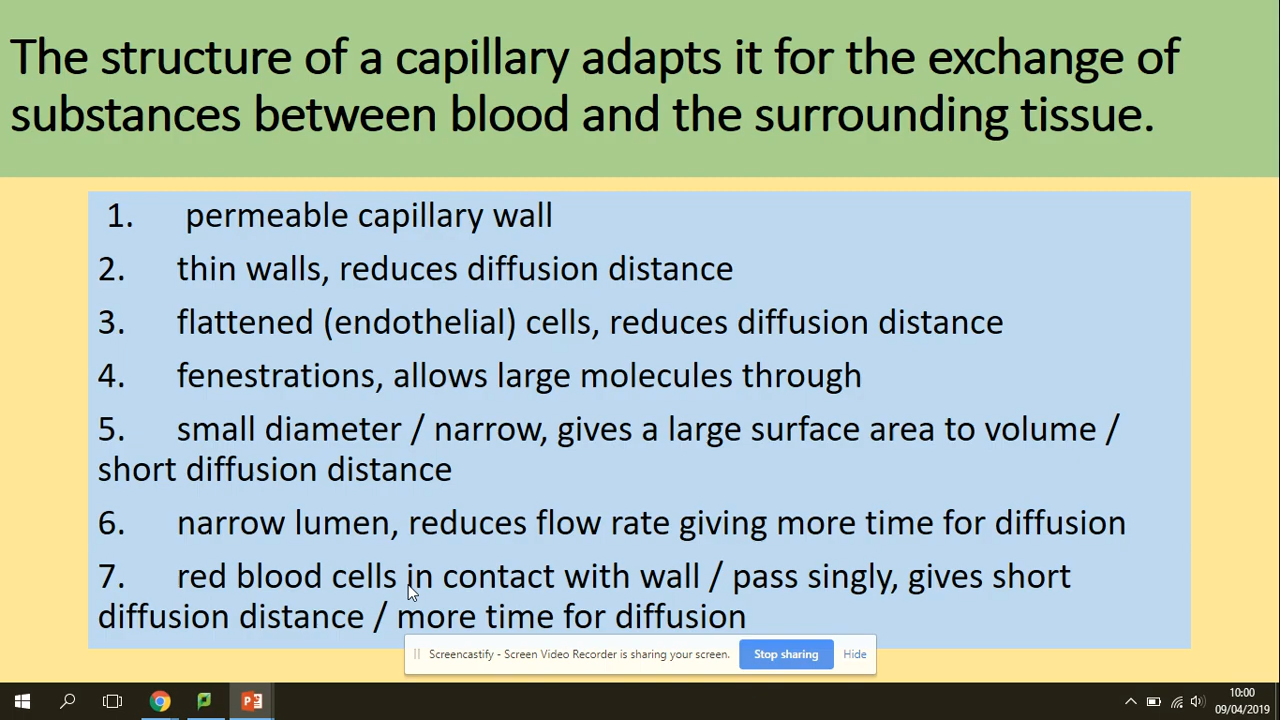 The structure of a capillary adapts it for the exchange of
substances between blood and the surrounding tissue.
1. permeable capillary wall
2. thin walls, reduces diffusion distance
3. flattened (endothelial) cells, reduces diffusion distance
4. fenestrations, allows large molecules through
5. small diameter / narrow, gives a large surface area to volume /
short diffusion distance
6. narrow lumen, reduces flow rate giving more time for diffusion
7. red blood cells in contact with wall / pass singly, gives short
diffusion distance / more time for diffusion
Screencastify - Screen Video Recorder is sharing your screen. Stop sharing Hide
10:00
09/04/2019